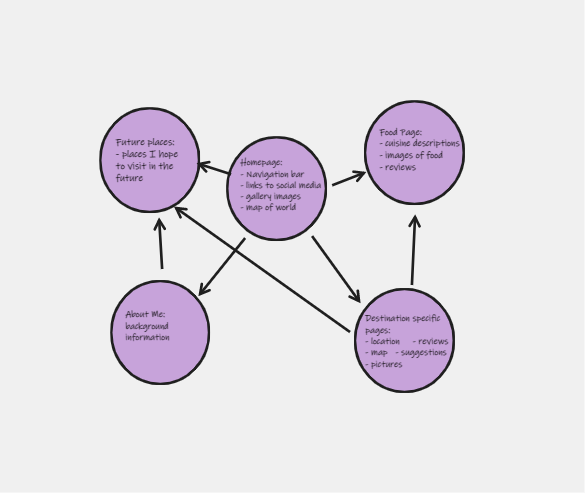 Future places:
- places I hope
to visit in the
future
Homepage:
- Navigation bar
- links to social media
- gallery images
- map of world
Food Page:
- cuisine descriptions
- images of food
- reviews
About Me:
background
information
Destination specific
pages:
- location - reviews
- map - suggestions
- pictures